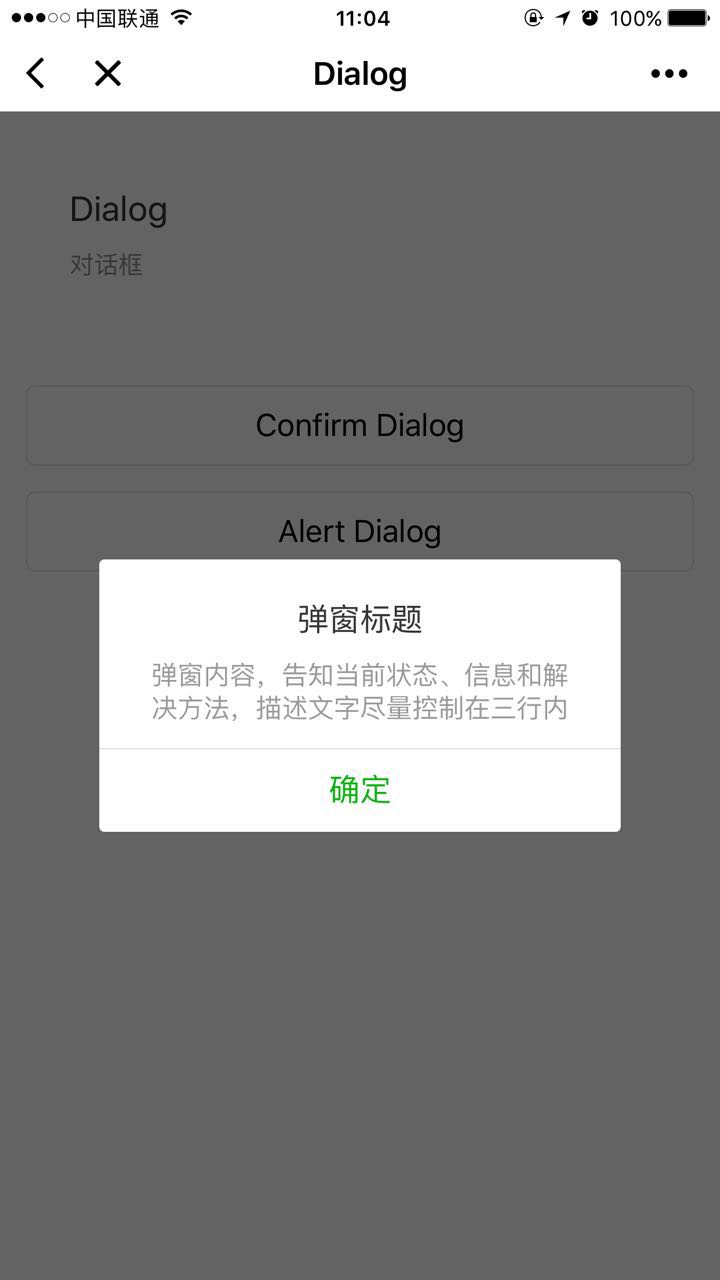 中国联通
11:04
100%
Dialog
Dialog
对话框
Confirm Dialog
Alert Dialog
弹窗标题
弹窗内容，告知当前状态、信息和解
决方法，描述文字尽量控制在三行内
确定